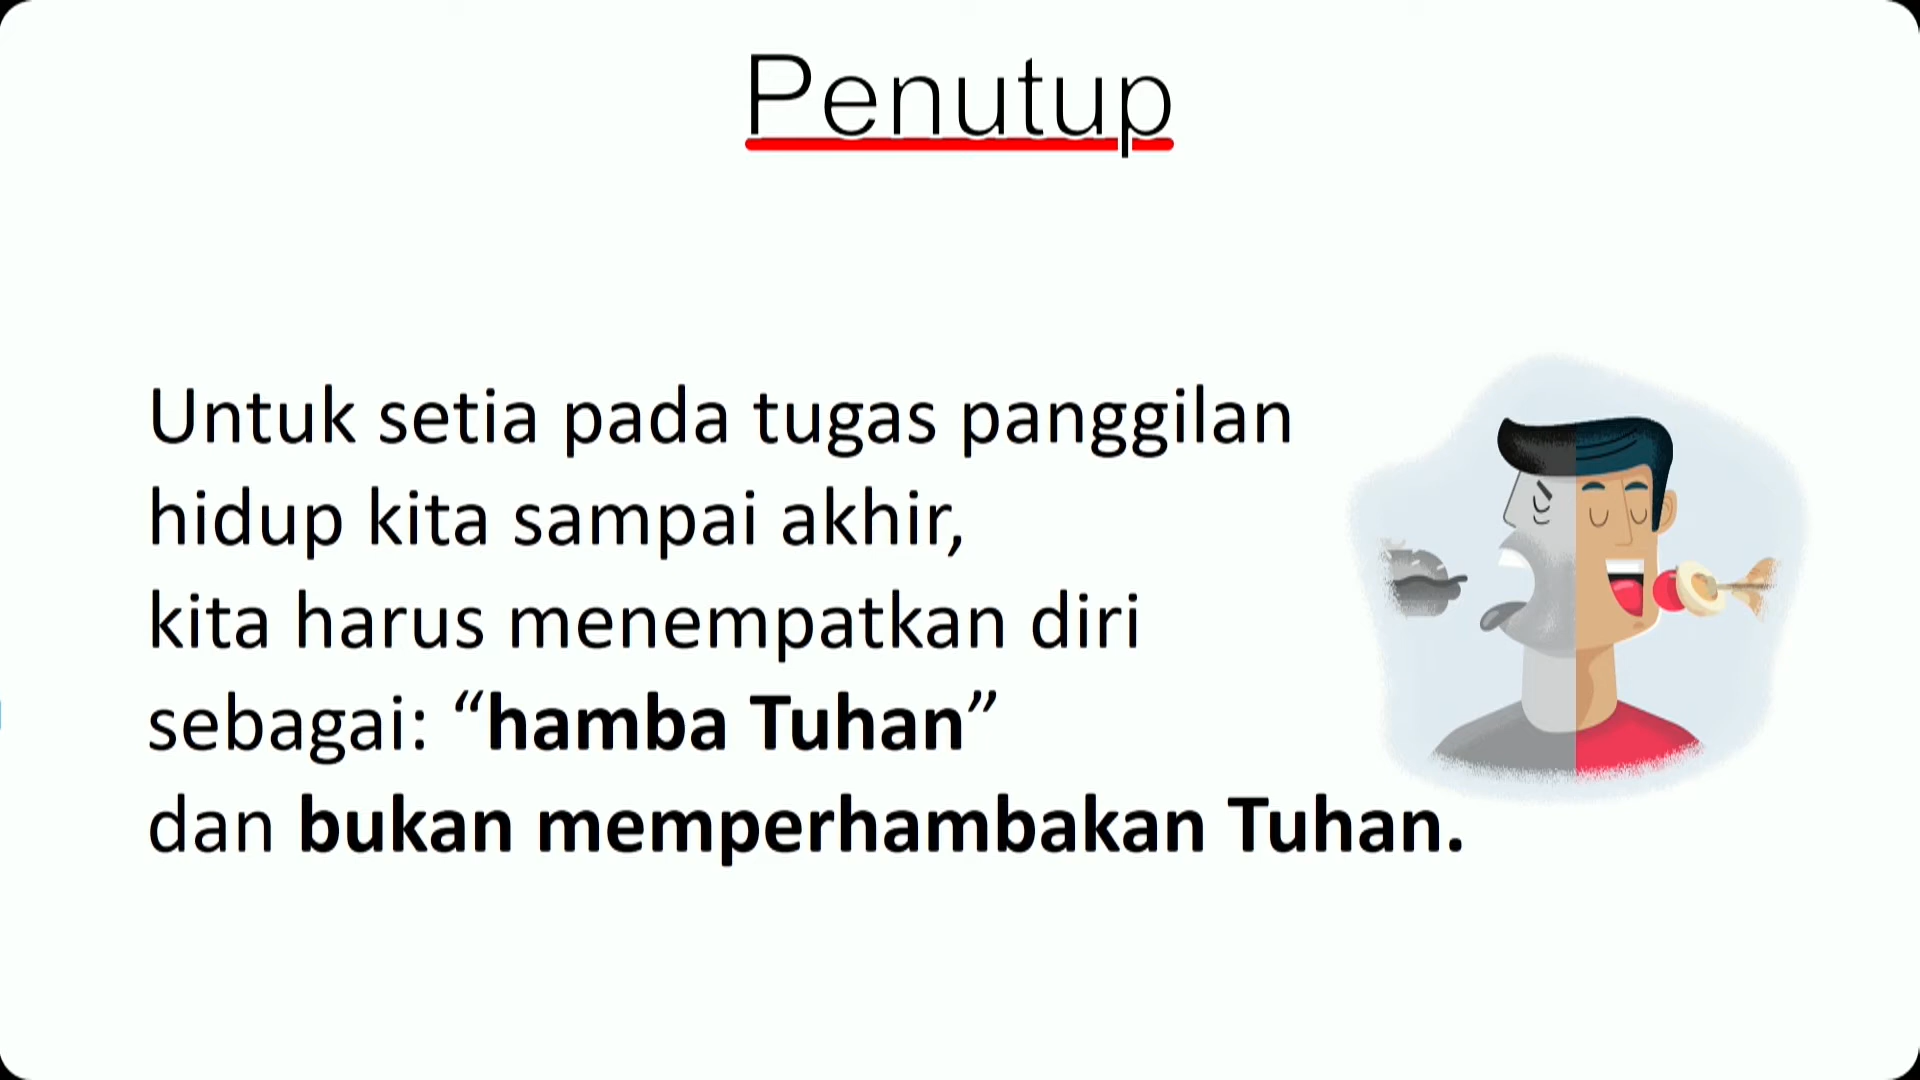 Penutup
Untuk setia pada tugas panggilan
hidup kita sampai akhir,
kita harus menempatkan diri
sebagai: “hamba Tuhan”
dan bukan memperhambakan Tuhan.